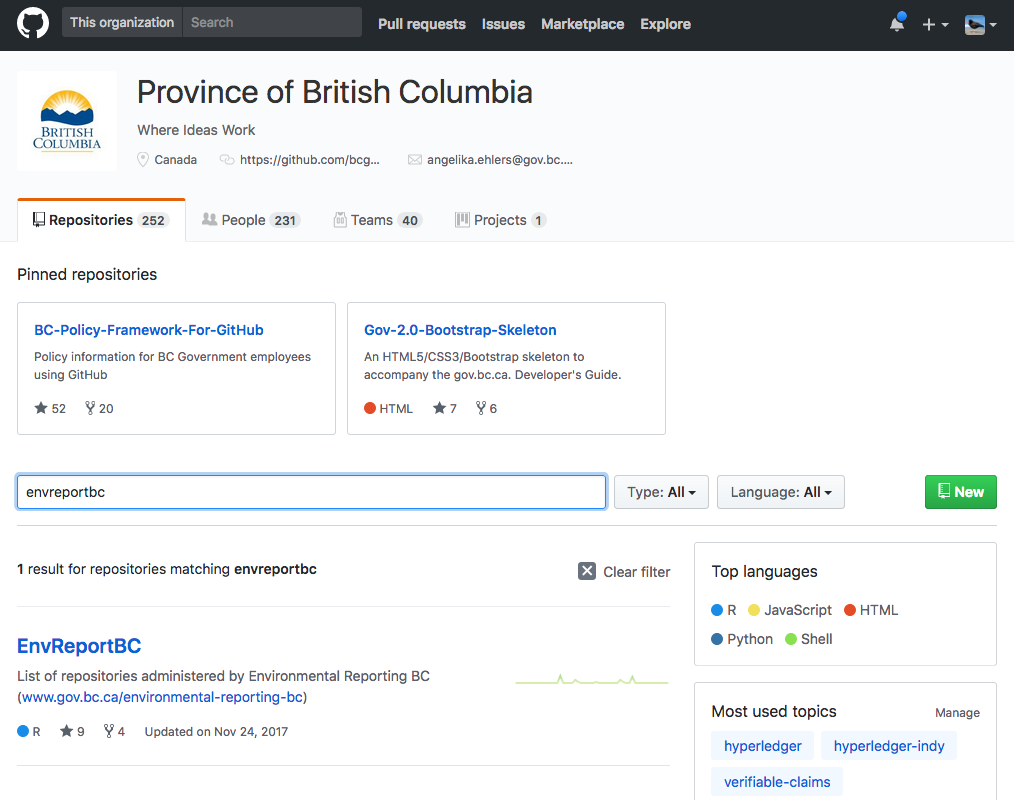 This organization Search Pull requests Issues Marketplace Explore
BRITISH
COLUMBIA
Province of British Columbia
Where Ideas Work
Canada https://github.com/bcg... angelika.ehlers@gov.bc....
Repositories 252 People 231 Teams 40 Projects 1
Pinned repositories
BC-Policy-Framework-For-GitHub
Policy information for BC Government employees
using GitHub
52 20
Gov-2.0-Bootstrap-Skeleton
An HTML5/CSS3/Bootstrap skeleton to
accompany the gov.bc.ca. Developer's Guide.
HTML 7 6
envreportbc Type: All Language: All New
1 result for repositories matching envreportbc Clear filter
EnvReportBC
List of repositories administered by Environmental Reporting BC
(www.gov.bc.ca/environmental-reporting-bc)
R 9 4 Updated on Nov 24, 2017
Top languages
R JavaScript HTML
Python Shell
Most used topics Manage
hyperledger hyperledger-indy
verifiable-claims